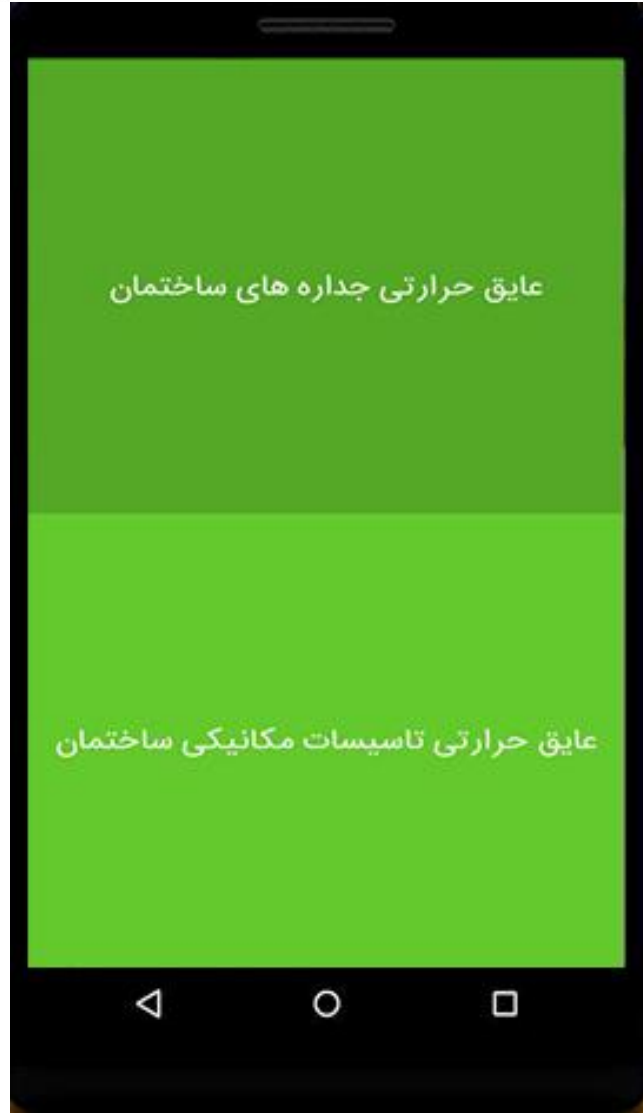 عایق حرارتی جداره های ساختمان
عایق حرارتی تاسیسات مکانیکی ساختمان